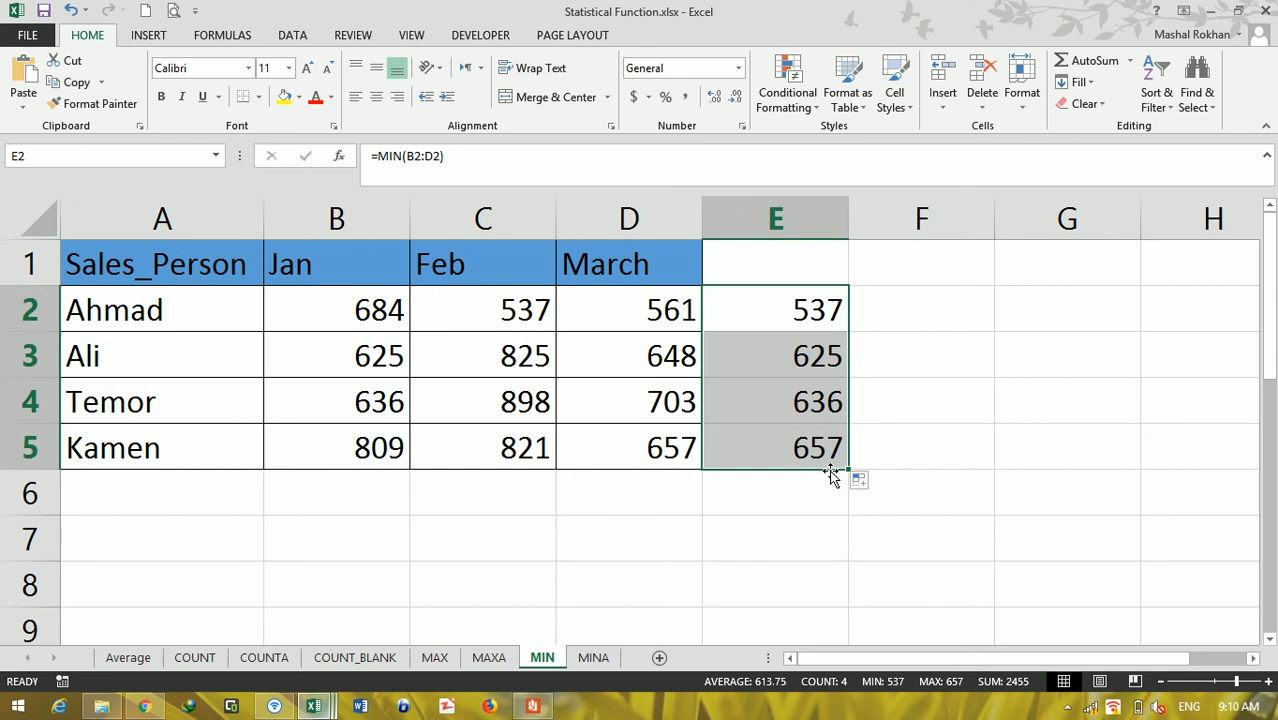 Statistical Function.xlsx - Excel
?
FILE HOME INSERT FORMULAS DATA REVIEW VIEW DEVELOPER PAGE LAYOUT Mashal Rokhan
Paste Cut Copy Format Painter
Calibri 11
B I U A
Wrap Text
Merge & Center
General
$ % ,
Conditional Formatting Format as Table Cell Styles
Insert Delete Format
AutoSum Fill Clear
Sort & Filter Find & Select
Clipboard Font Alignment Number Styles Cells Editing
E2 fx =MIN(B2:D2)
A B C D E F G H
1 Sales_Person Jan Feb March
2 Ahmad 684 537 561 537
3 Ali 625 825 648 625
4 Temor 636 898 703 636
5 Kamen 809 821 657 657
6
7
8
9
Average COUNT COUNTA COUNT_BLANK MAX MAXA MIN MINA
READY AVERAGE: 613.75 COUNT: 4 MIN: 537 MAX: 657 SUM: 2455
ENG 9:10 AM